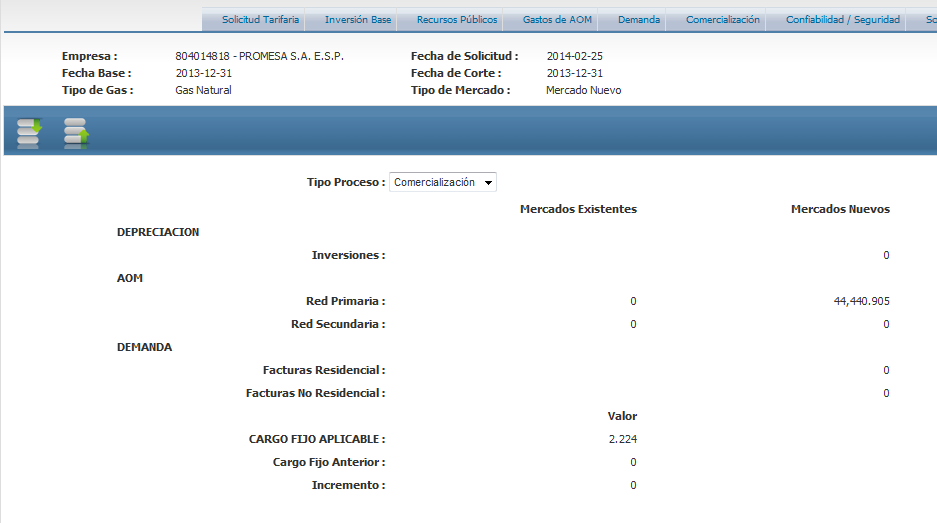 Solicitud Tarifaria Inversión Base Recursos Públicos Gastos de AOM Demanda Comercialización Confiabilidad / Seguridad So
Empresa : 804014818 - PROMESA S.A. E.S.P. Fecha de Solicitud : 2014-02-25
Fecha Base : 2013-12-31 Fecha de Corte : 2013-12-31
Tipo de Gas : Gas Natural Tipo de Mercado : Mercado Nuevo
Tipo Proceso : Comercialización
Mercados Existentes Mercados Nuevos
DEPRECIACION
Inversiones : 0
AOM
Red Primaria : 0 44,440.905
Red Secundaria : 0 0
DEMANDA
Facturas Residencial : 0
Facturas No Residencial : 0
Valor
CARGO FIJO APLICABLE : 2.224
Cargo Fijo Anterior : 0
Incremento : 0